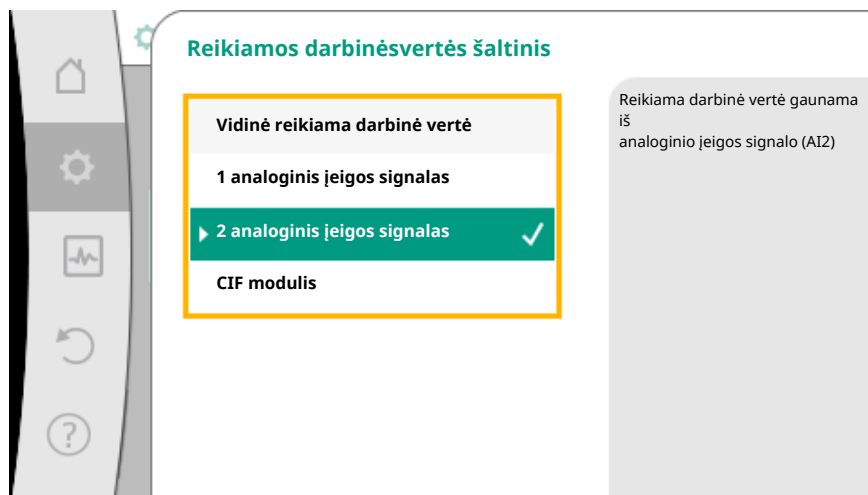 Reikiamos darbinėsvertės šaltinis
Vidinė reikiama darbinė vertė
1 analoginis įeigos signalas
2 analoginis įeigos signalas
CIF modulis
Reikiama darbinė vertė gaunama
iš
analoginio įeigos signalo (AI2)
?